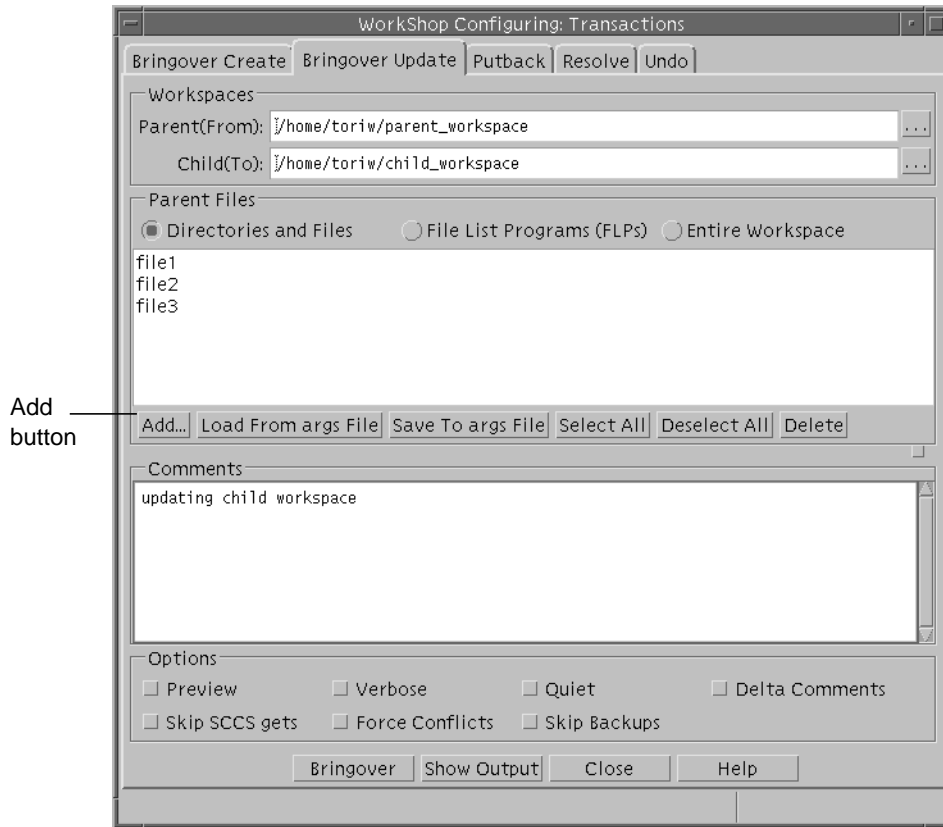 WorkShop Configuring: Transactions
Bringover Create Bringover Update Putback Resolve Undo
Workspaces
Parent(From): /home/toriw/parent_workspace ...
Child(To): /home/toriw/child_workspace ...
Parent Files
Directories and Files File List Programs (FLPs) Entire Workspace
file1
file2
file3
Add
button
Add... Load From args File Save To args File Select All Deselect All Delete
Comments
updating child workspace
Options
Preview Verbose Quiet Delta Comments
Skip SCCS gets Force Conflicts Skip Backups
Bringover Show Output Close Help